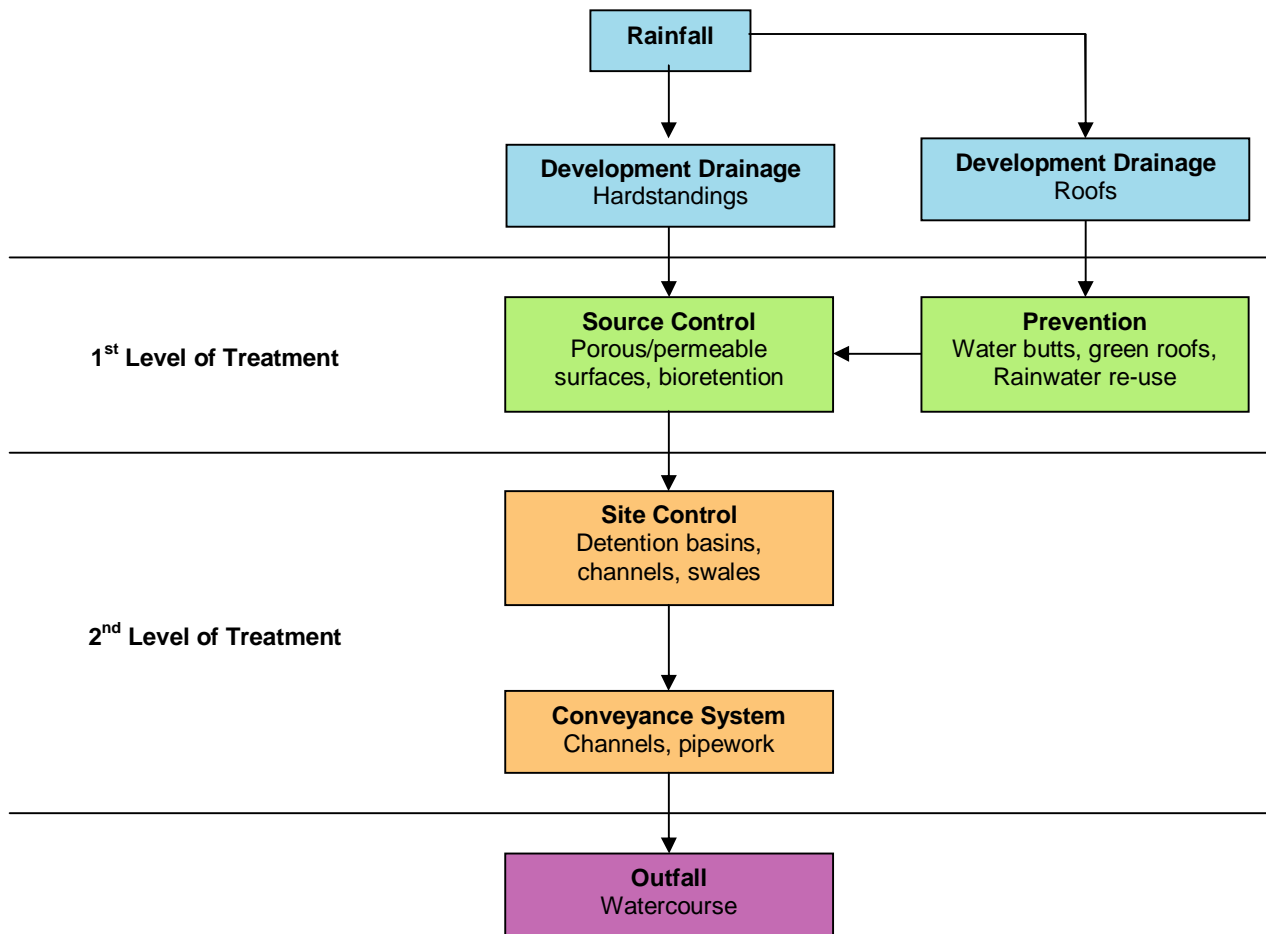 Rainfall
Development Drainage
Hardstandings
Development Drainage
Roofs
1st Level of Treatment
Source Control
Porous/permeable
surfaces, bioretention
Prevention
Water butts, green roofs,
Rainwater re-use
2nd Level of Treatment
Site Control
Detention basins,
channels, swales
Conveyance System
Channels, pipework
Outfall
Watercourse